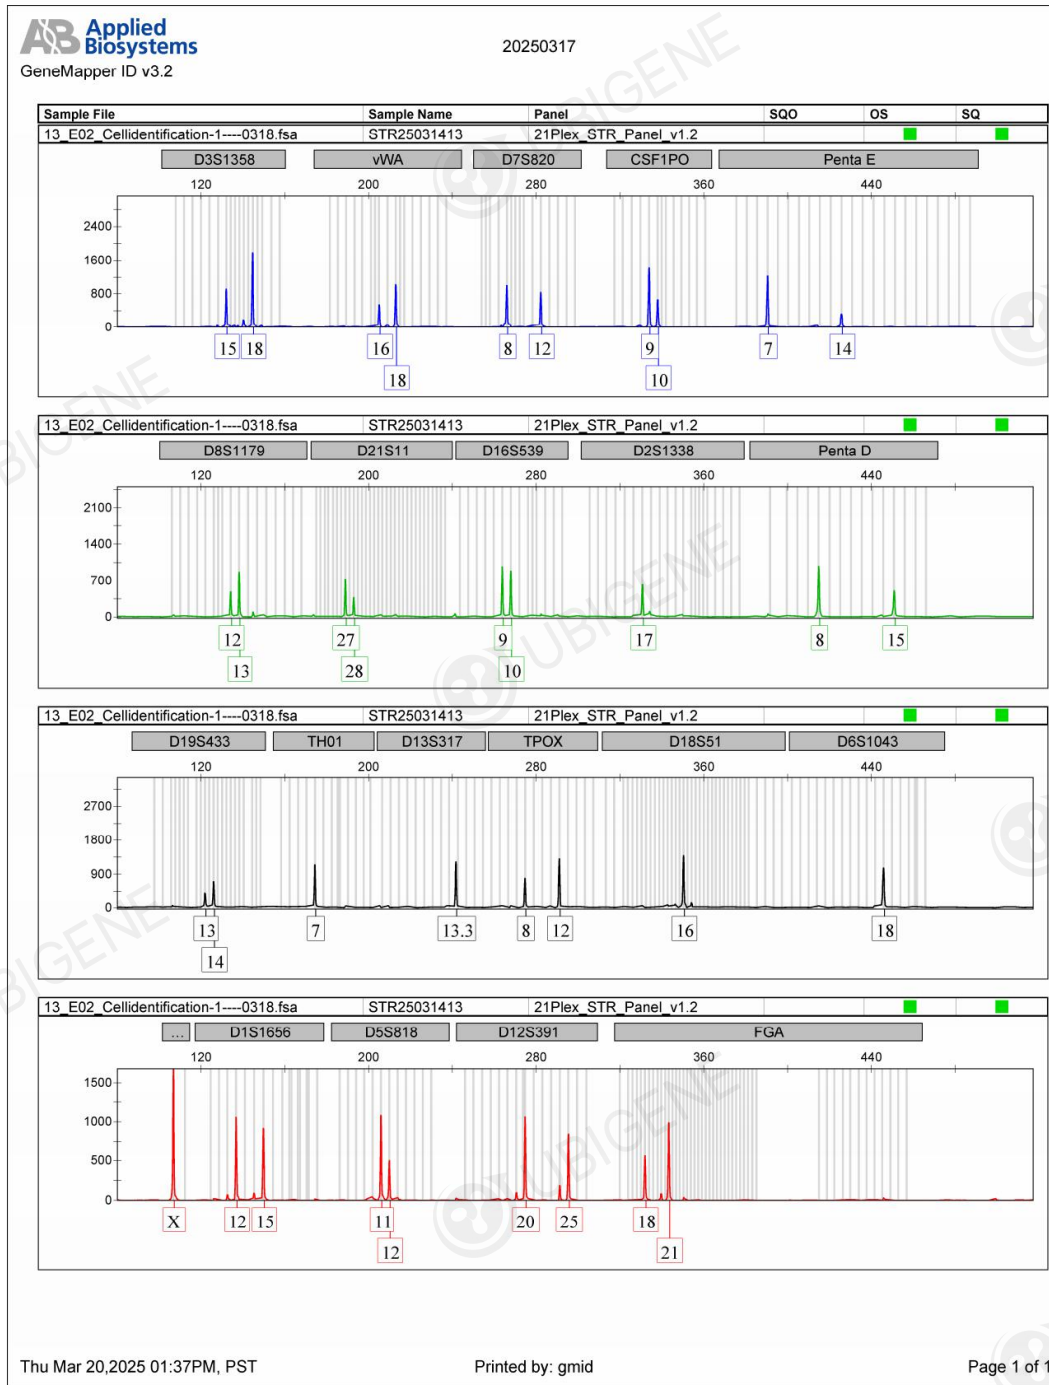 AB Applied Biosystems
20250317
GeneMapper ID v3.2
Sample File Sample Name Panel SQO OS SQ
13_E02_Cellidentification-1----0318.fsa STR25031413 21Plex_STR_Panel_v1.2
D3S1358 vWA D7S820 CSF1PO Penta E
120 200 280 360 440
2400
1600
800
0
15 18 16 8 12 9 7 14
18 10
13_E02_Cellidentification-1----0318.fsa STR25031413 21Plex_STR_Panel_v1.2
D8S1179 D21S11 D16S539 D2S1338 Penta D
120 200 280 360 440
2100
1400
700
0
12 27 9 17 8 15
13 28 10
13_E02_Cellidentification-1----0318.fsa STR25031413 21Plex_STR_Panel_v1.2
D19S433 TH01 D13S317 TPOX D18S51 D6S1043
120 200 280 360 440
2700
1800
900
0
13 7 13.3 8 12 16 18
14
13_E02_Cellidentification-1----0318.fsa STR25031413 21Plex_STR_Panel_v1.2
... D1S1656 D5S818 D12S391 FGA
120 200 280 360 440
1500
1000
500
0
X 12 15 11 20 25 18
12 21
Thu Mar 20,2025 01:37PM, PST Printed by: gmid Page 1 of 1
UBIGENE
UBIGENE
UBIGENE
UBIGENE
UBIGENE